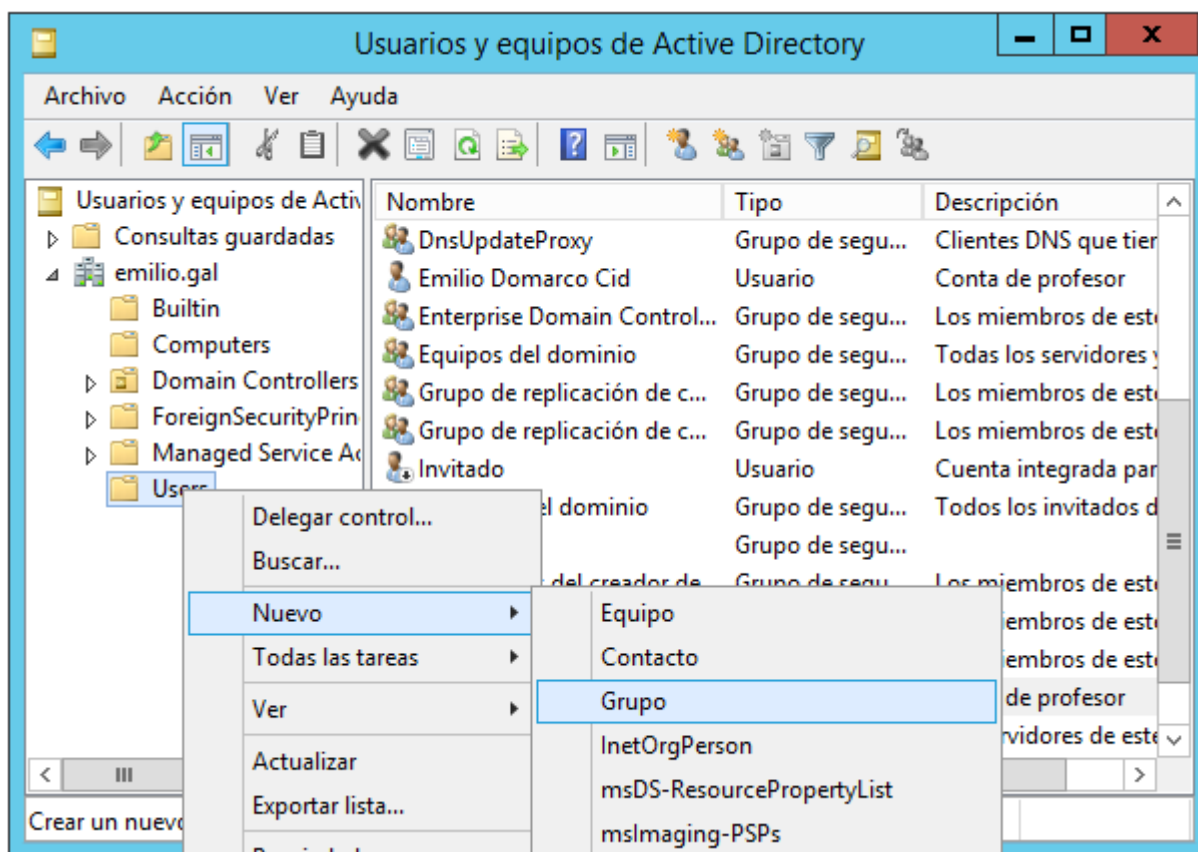 Usuarios y equipos de Active Directory
Archivo Acción Ver Ayuda
Usuarios y equipos de Activ
Consultas guardadas
emilio.gal
Builtin
Computers
Domain Controllers
ForeignSecurityPrin
Managed Service Ac
Users
Nombre Tipo Descripción
DnsUpdateProxy Grupo de segu... Clientes DNS que tier
Emilio Domarco Cid Usuario Conta de profesor
Enterprise Domain Control... Grupo de segu... Los miembros de este
Equipos del dominio Grupo de segu... Todas los servidores y
Grupo de replicación de c... Grupo de segu... Los miembros de este
Grupo de replicación de c... Grupo de segu... Los miembros de este
Invitado Usuario Cuenta integrada par
el dominio Grupo de segu... Todos los invitados d
Grupo de segu...
del creador de Grupo de segu Los miembros de este
iembros de este
iembros de este
de profesor
rvidores de este
Delegar control...
Buscar...
Nuevo
Todas las tareas
Ver
Actualizar
Exportar lista...
Equipo
Contacto
Grupo
InetOrgPerson
msDS-ResourcePropertyList
msImaging-PSPs
Crear un nuevo